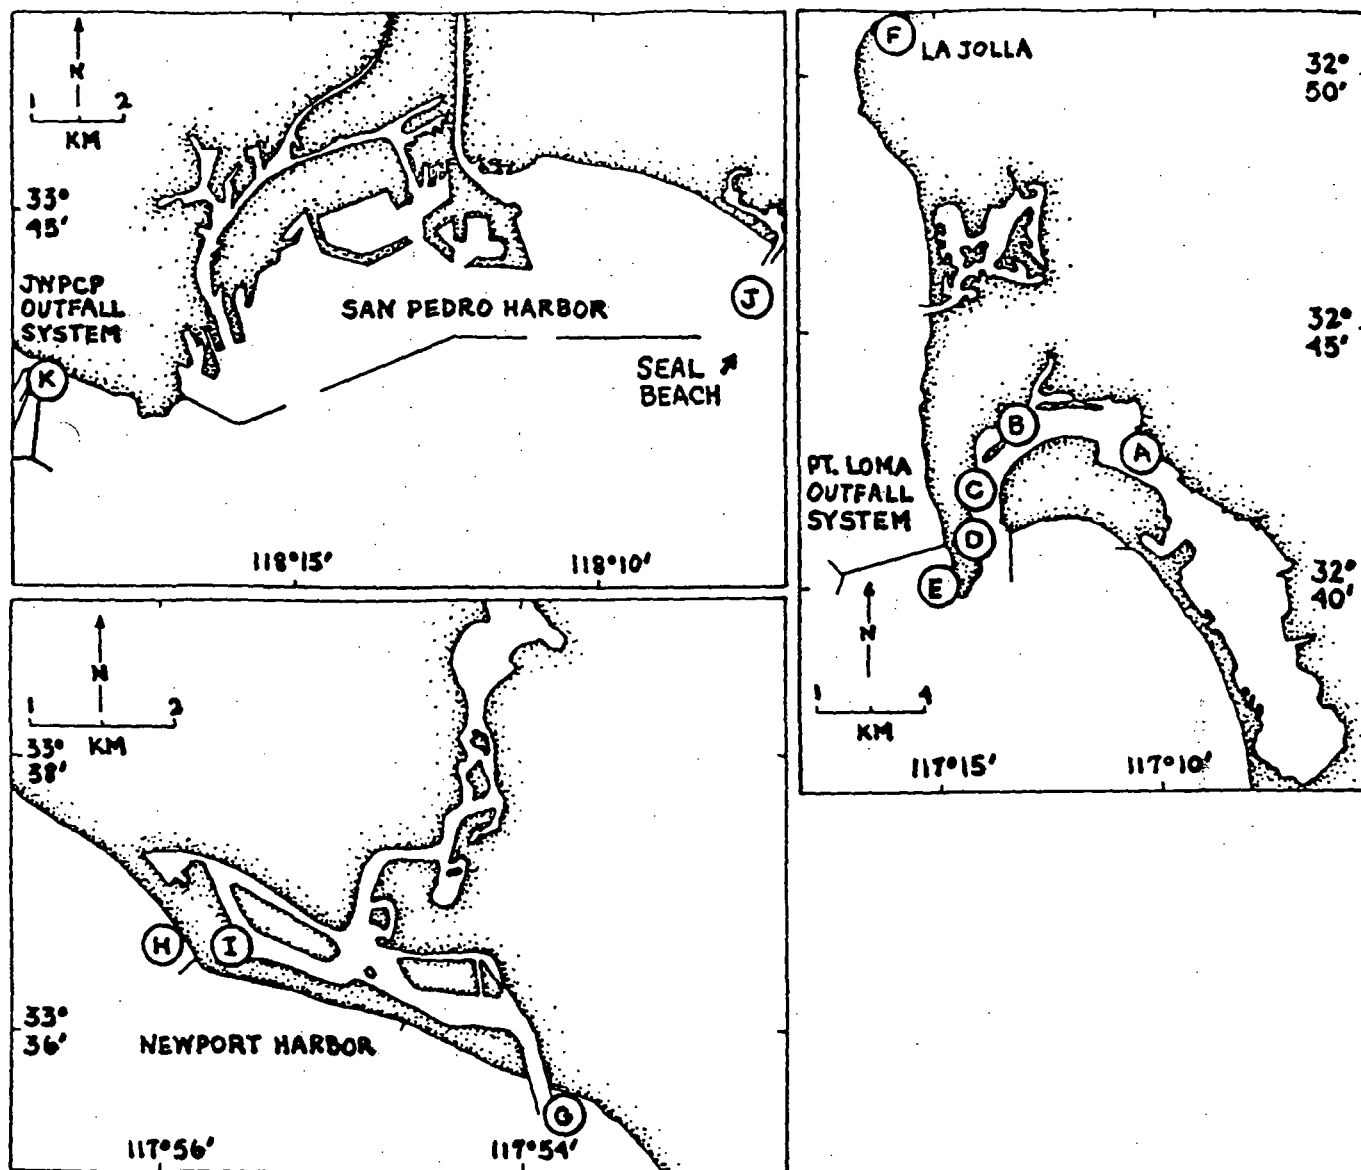 N
1 2
KM
33°
45'
JWPCP
OUTFALL
SYSTEM
K
SAN PEDRO HARBOR
J
SEAL
BEACH
118°15'
118°10'
F
LA JOLLA
32°
50'
32°
45'
B
A
PT. LOMA
OUTFALL
SYSTEM
C
D
E
32°
40'
N
1 4
KM
117°15'
117°10'
N
1 2
KM
33°
38'
H
I
33°
36'
NEWPORT HARBOR
G
117°56'
117°54'